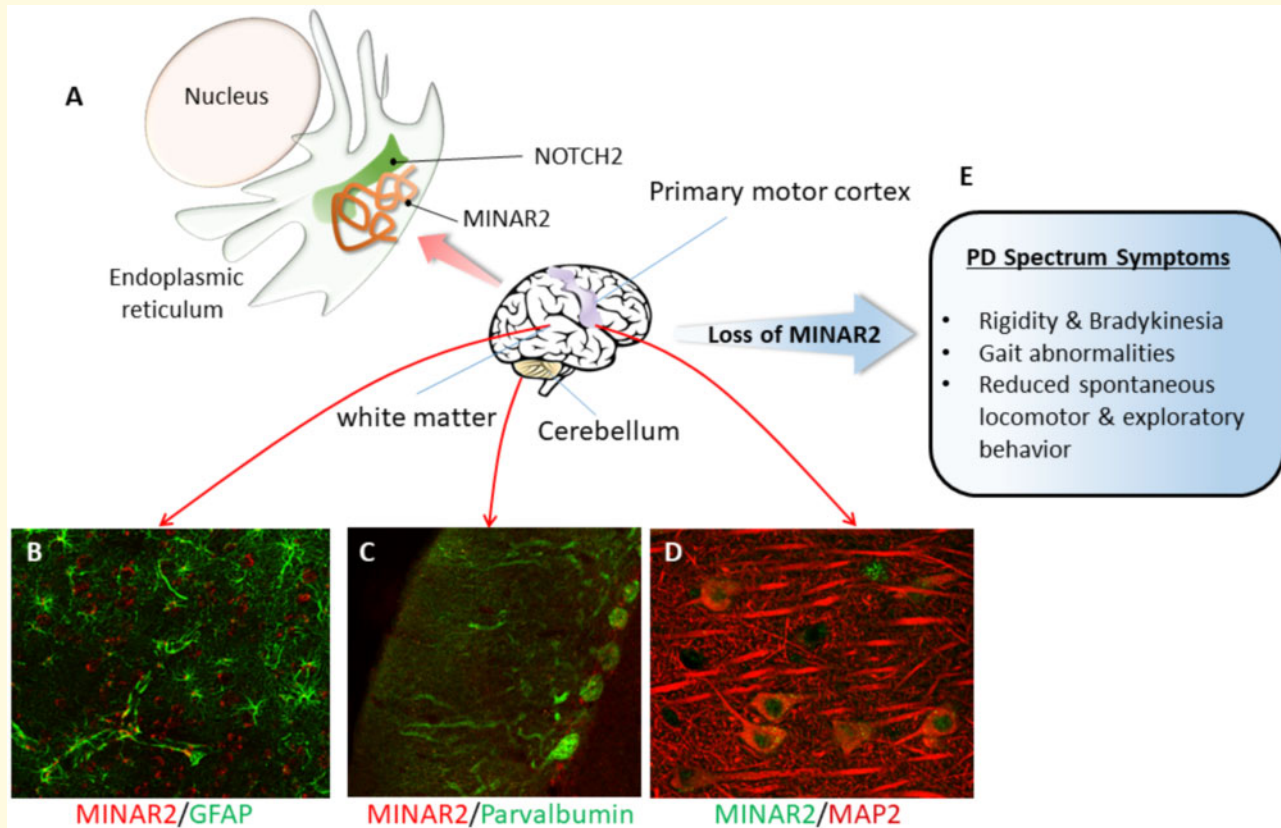 A
Nucleus
NOTCH2
MINAR2
Endoplasmic
reticulum
Primary motor cortex
white matter
Cerebellum
Loss of MINAR2
E
PD Spectrum Symptoms
• Rigidity & Bradykinesia
• Gait abnormalities
• Reduced spontaneous
locomotor & exploratory
behavior
B
C
D
MINAR2/GFAP
MINAR2/Parvalbumin
MINAR2/MAP2